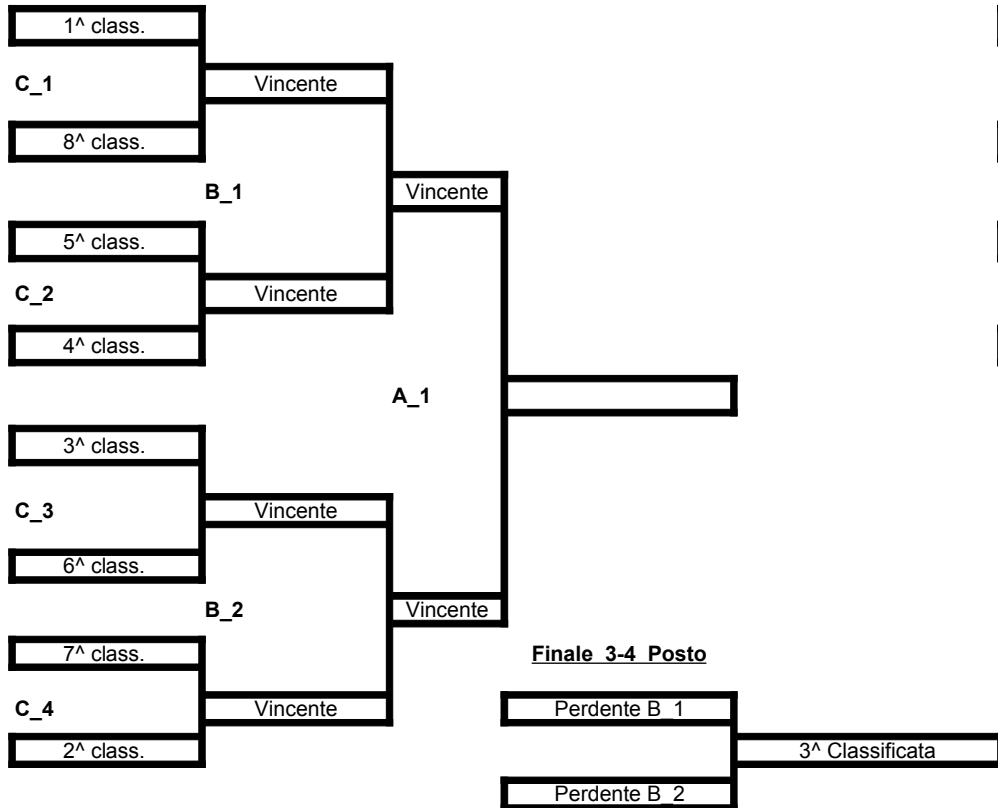 1^ class.
C_1
Vincente
8^ class.
B_1
Vincente
5^ class.
C_2
Vincente
4^ class.
A_1
3^ class.
C_3
Vincente
6^ class.
B_2
Vincente
7^ class.
Finale 3-4 Posto
C_4
Vincente
Perdente B_1
2^ class.
3^ Classificata
Perdente B_2